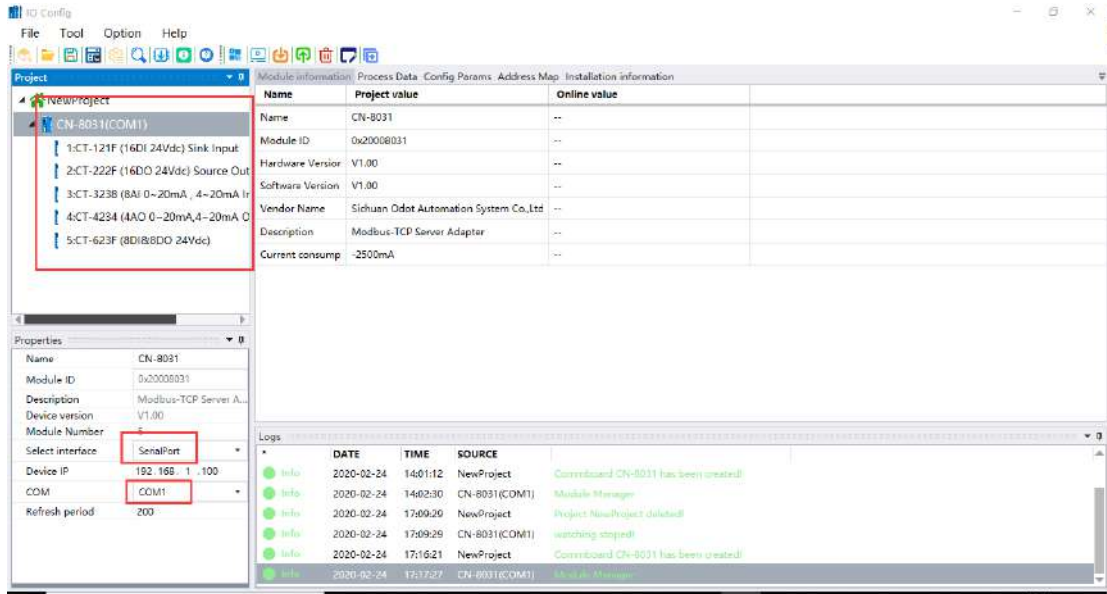 IO Config
File Tool Option Help
Project
NewProject
CN-8031(COM1)
1:CT-121F (16DI 24Vdc) Sink Input
2:CT-222F (16DO 24Vdc) Source Out
3:CT-3238 (8AI 0~20mA , 4~20mA Ir
4:CT-4234 (4AO 0~20mA,4~20mA O
5:CT-623F (8DI&8DO 24Vdc)
Module information Process Data Config Params Address Map Installation information
Name Project value Online value
Name CN-8031 --
Module ID 0x20008031 --
Hardware Versior V1.00 --
Software Version V1.00 --
Vendor Name Sichuan Odot Automation System Co.,Ltd --
Description Modbus-TCP Server Adapter --
Current consump -2500mA --
Properties
Name CN-8031
Module ID 0x20008031
Description Modbus-TCP Server A...
Device version V1.00
Module Number 5
Select interface SerialPort
Device IP 192.168. 1 .100
COM COM1
Refresh period 200
Logs
* DATE TIME SOURCE
Info 2020-02-24 14:01:12 NewProject Commboard CN-8031 has been created!
Info 2020-02-24 14:02:30 CN-8031(COM1) Module Manager
Info 2020-02-24 17:09:29 NewProject Project NewProject deleted!
Info 2020-02-24 17:09:29 CN-8031(COM1) watching stoped!
Info 2020-02-24 17:16:21 NewProject Commboard CN-8031 has been created!
Info 2020-02-24 17:17:27 CN-8031(COM1) Module Manager